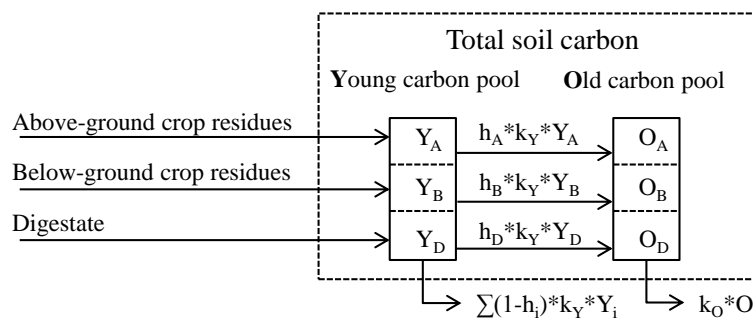 Total soil carbon
Young carbon pool Old carbon pool
Above-ground crop residues Y_A h_A*k_Y*Y_A O_A
Below-ground crop residues Y_B h_B*k_Y*Y_B O_B
Digestate Y_D h_D*k_Y*Y_D O_D
∑(1-h_i)*k_Y*Y_i k_O*O